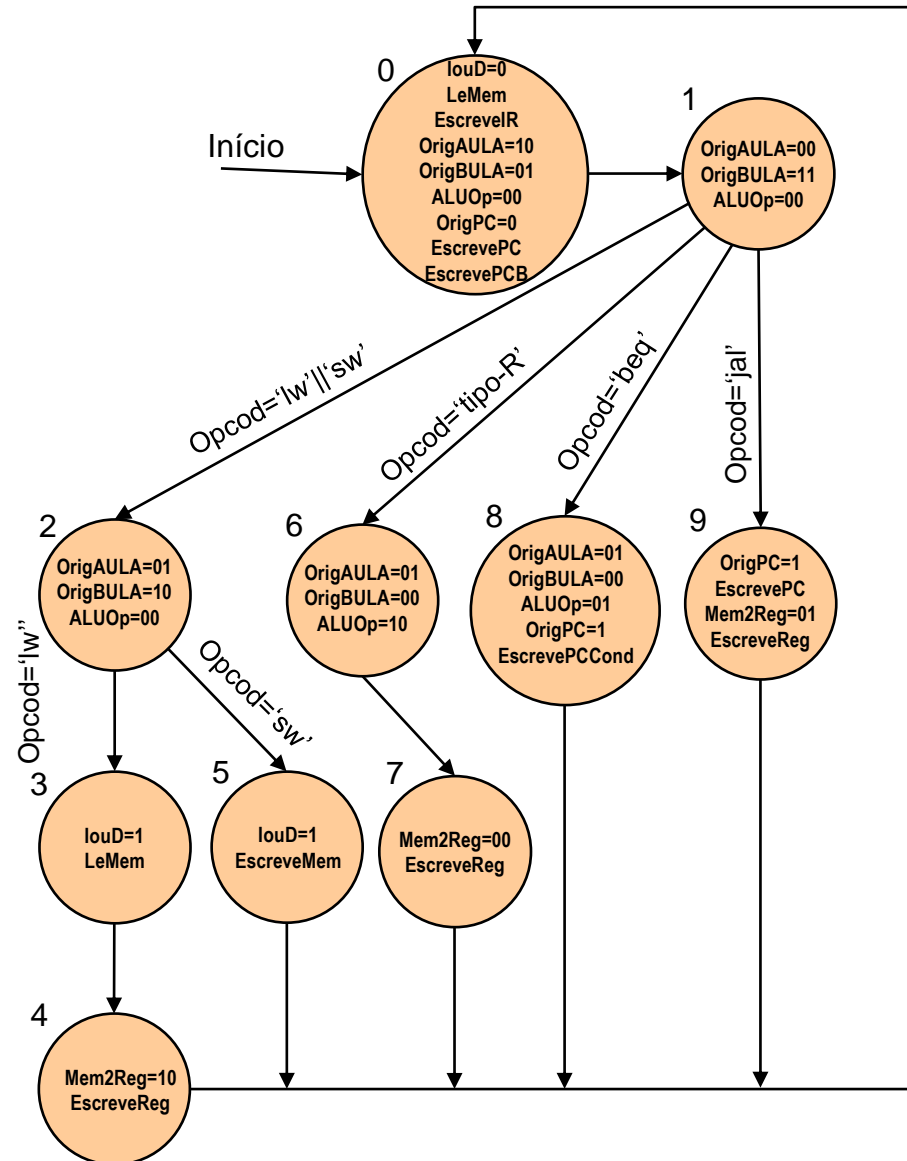 0
IouD=0
LeMem
EscreveIR
OrigAULA=10
OrigBULA=01
ALUOp=00
OrigPC=0
EscrevePC
EscrevePCB
Início
1
OrigAULA=00
OrigBULA=11
ALUOp=00
Opcod='lw'||'sw'
Opcod='tipo-R'
Opcod='beq'
Opcod='jal'
2
OrigAULA=01
OrigBULA=10
ALUOp=00
6
OrigAULA=01
OrigBULA=00
ALUOp=10
8
OrigAULA=01
OrigBULA=00
ALUOp=01
OrigPC=1
EscrevePCCond
9
OrigPC=1
EscrevePC
Mem2Reg=01
EscreveReg
Opcod='lw''
Opcod='sw'
3
IouD=1
LeMem
5
IouD=1
EscreveMem
7
Mem2Reg=00
EscreveReg
4
Mem2Reg=10
EscreveReg